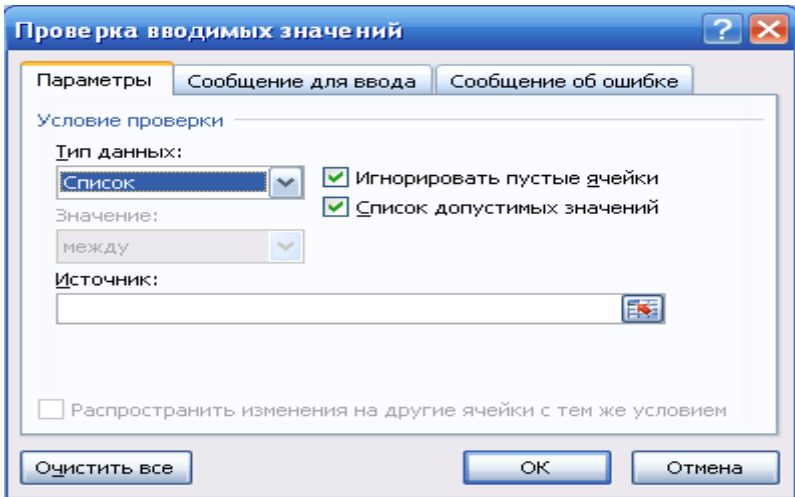 Проверка вводимых значений
Параметры
Сообщение для ввода
Сообщение об ошибке
Условие проверки
Тип данных:
Список
Игнорировать пустые ячейки
Значение:
Список допустимых значений
между
Источник:
Распространить изменения на другие ячейки с тем же условием
Очистить все
ОК
Отмена